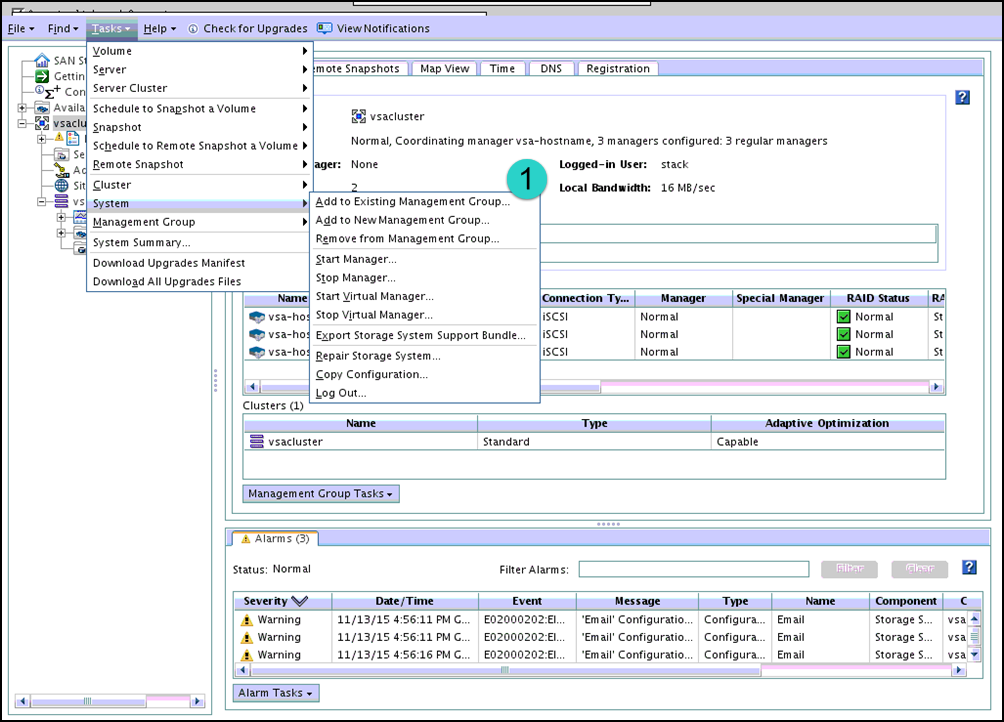 File Find Tasks Help Check for Upgrades View Notifications
SAN St
Gettin
Con
Availa
vsaclu
Se
Ad
Sit
vs
Volume
Server
Server Cluster
Schedule to Snapshot a Volume
Snapshot
Schedule to Remote Snapshot a Volume
Remote Snapshot
Cluster
System
Management Group
System Summary...
Download Upgrades Manifest
Download All Upgrades Files
1
Add to Existing Management Group...
Add to New Management Group...
Remove from Management Group...
Start Manager...
Stop Manager...
Start Virtual Manager...
Stop Virtual Manager...
Export Storage System Support Bundle...
Repair Storage System...
Copy Configuration...
Log Out...
emote Snapshots Map View Time DNS Registration
vsacluster
Normal, Coordinating manager vsa-hostname, 3 managers configured: 3 regular managers
ager: None Logged-in User: stack
2 Local Bandwidth: 16 MB/sec
Name Connection Ty... Manager Special Manager RAID Status RA
vsa-hos iSCSI Normal Normal St
vsa-hos iSCSI Normal Normal St
vsa-hos iSCSI Normal Normal St
Clusters (1)
Name Type Adaptive Optimization
vsacluster Standard Capable
Management Group Tasks
Alarms (3)
Status: Normal Filter Alarms: Filter Clear
Severity Date/Time Event Message Type Name Component C
Warning 11/13/15 4:56:11 PM G... E02000202:EI... 'Email' Configuratio... Configura... Email Storage S... vsa
Warning 11/13/15 4:56:11 PM G... E02000202:EI... 'Email' Configuratio... Configura... Email Storage S... vsa
Warning 11/13/15 4:56:16 PM G... E02000202:EI... 'Email' Configuratio... Configura... Email Storage S... vsa
Alarm Tasks